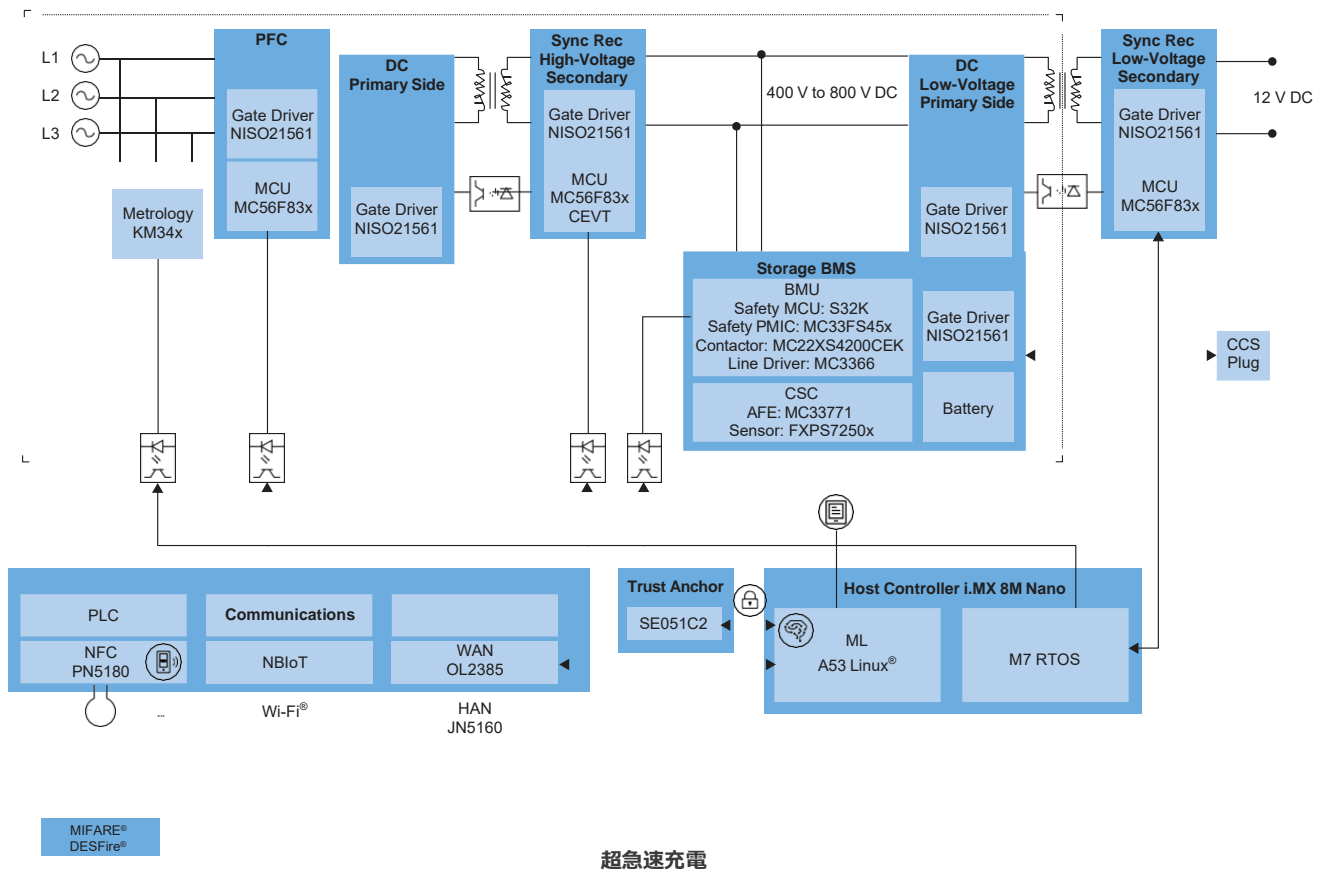 L1
L2
L3
PFC
Gate Driver
NISO21561
MCU
MC56F83x
Metrology
KM34x
DC
Primary Side
Gate Driver
NISO21561
Sync Rec
High-Voltage
Secondary
Gate Driver
NISO21561
MCU
MC56F83x
CEVT
400 V to 800 V DC
DC
Low-Voltage
Primary Side
Gate Driver
NISO21561
Sync Rec
Low-Voltage
Secondary
Gate Driver
NISO21561
MCU
MC56F83x
12 V DC
Storage BMS
BMU
Safety MCU: S32K
Safety PMIC: MC33FS45x
Contactor: MC22XS4200CEK
Line Driver: MC3366
CSC
AFE: MC33771
Sensor: FXPS7250x
Gate Driver
NISO21561
Battery
CCS
Plug
PLC
Communications
NFC
PN5180
NBIoT
WAN
OL2385
...
Wi-Fi®
HAN
JN5160
Trust Anchor
SE051C2
Host Controller i.MX 8M Nano
ML
A53 Linux®
M7 RTOS
MIFARE®
DESFire®
超急速充電